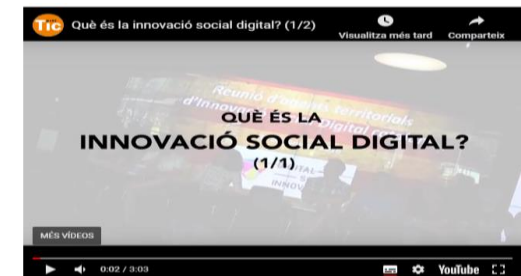 Tic
Què és la innovació social digital? (1/2)
Visualitza més tard
Comparteix
Reunió d'agents territorials
d'Innovació Digital
QUÈ ÉS LA
INNOVACIÓ SOCIAL DIGITAL?
(1/1)
MÉS VÍDEOS
0:02 / 3:03
YouTube